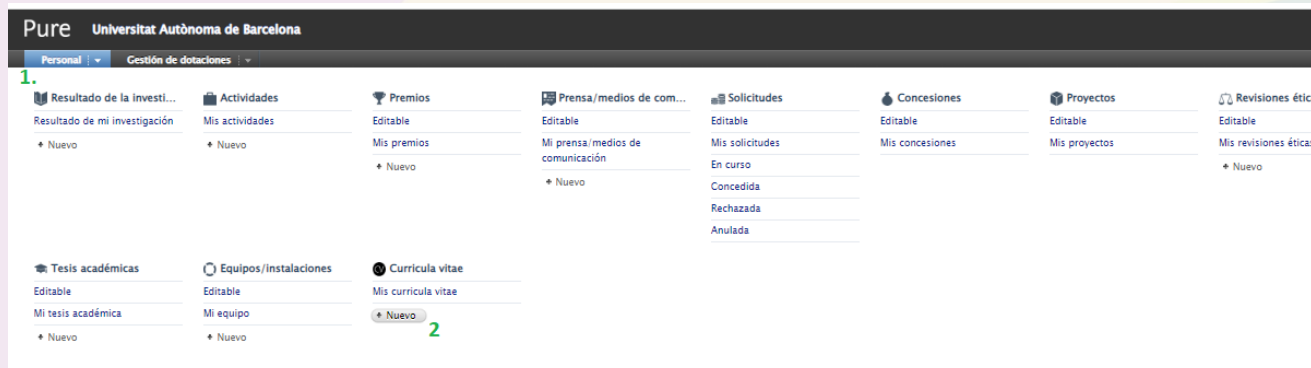 Pure Universitat Autònoma de Barcelona
Personal Gestión de dotaciones
1.
Resultado de la investi... Actividades Premios Prensa/medios de com... Solicitudes Concesiones Proyectos Revisiones étic
Resultado de mi investigación Mis actividades Editable Editable Editable Editable Editable Editable
+ Nuevo + Nuevo Mis premios Mi prensa/medios de Mis solicitudes Mis concesiones Mis proyectos Mis revisiones éticas
comunicación
+ Nuevo En curso + Nuevo
+ Nuevo Concedida
Rechazada
Anulada
Tesis académicas Equipos/instalaciones Curricula vitae
Editable Editable Mis curricula vitae
Mi tesis académica Mi equipo + Nuevo
2
+ Nuevo + Nuevo